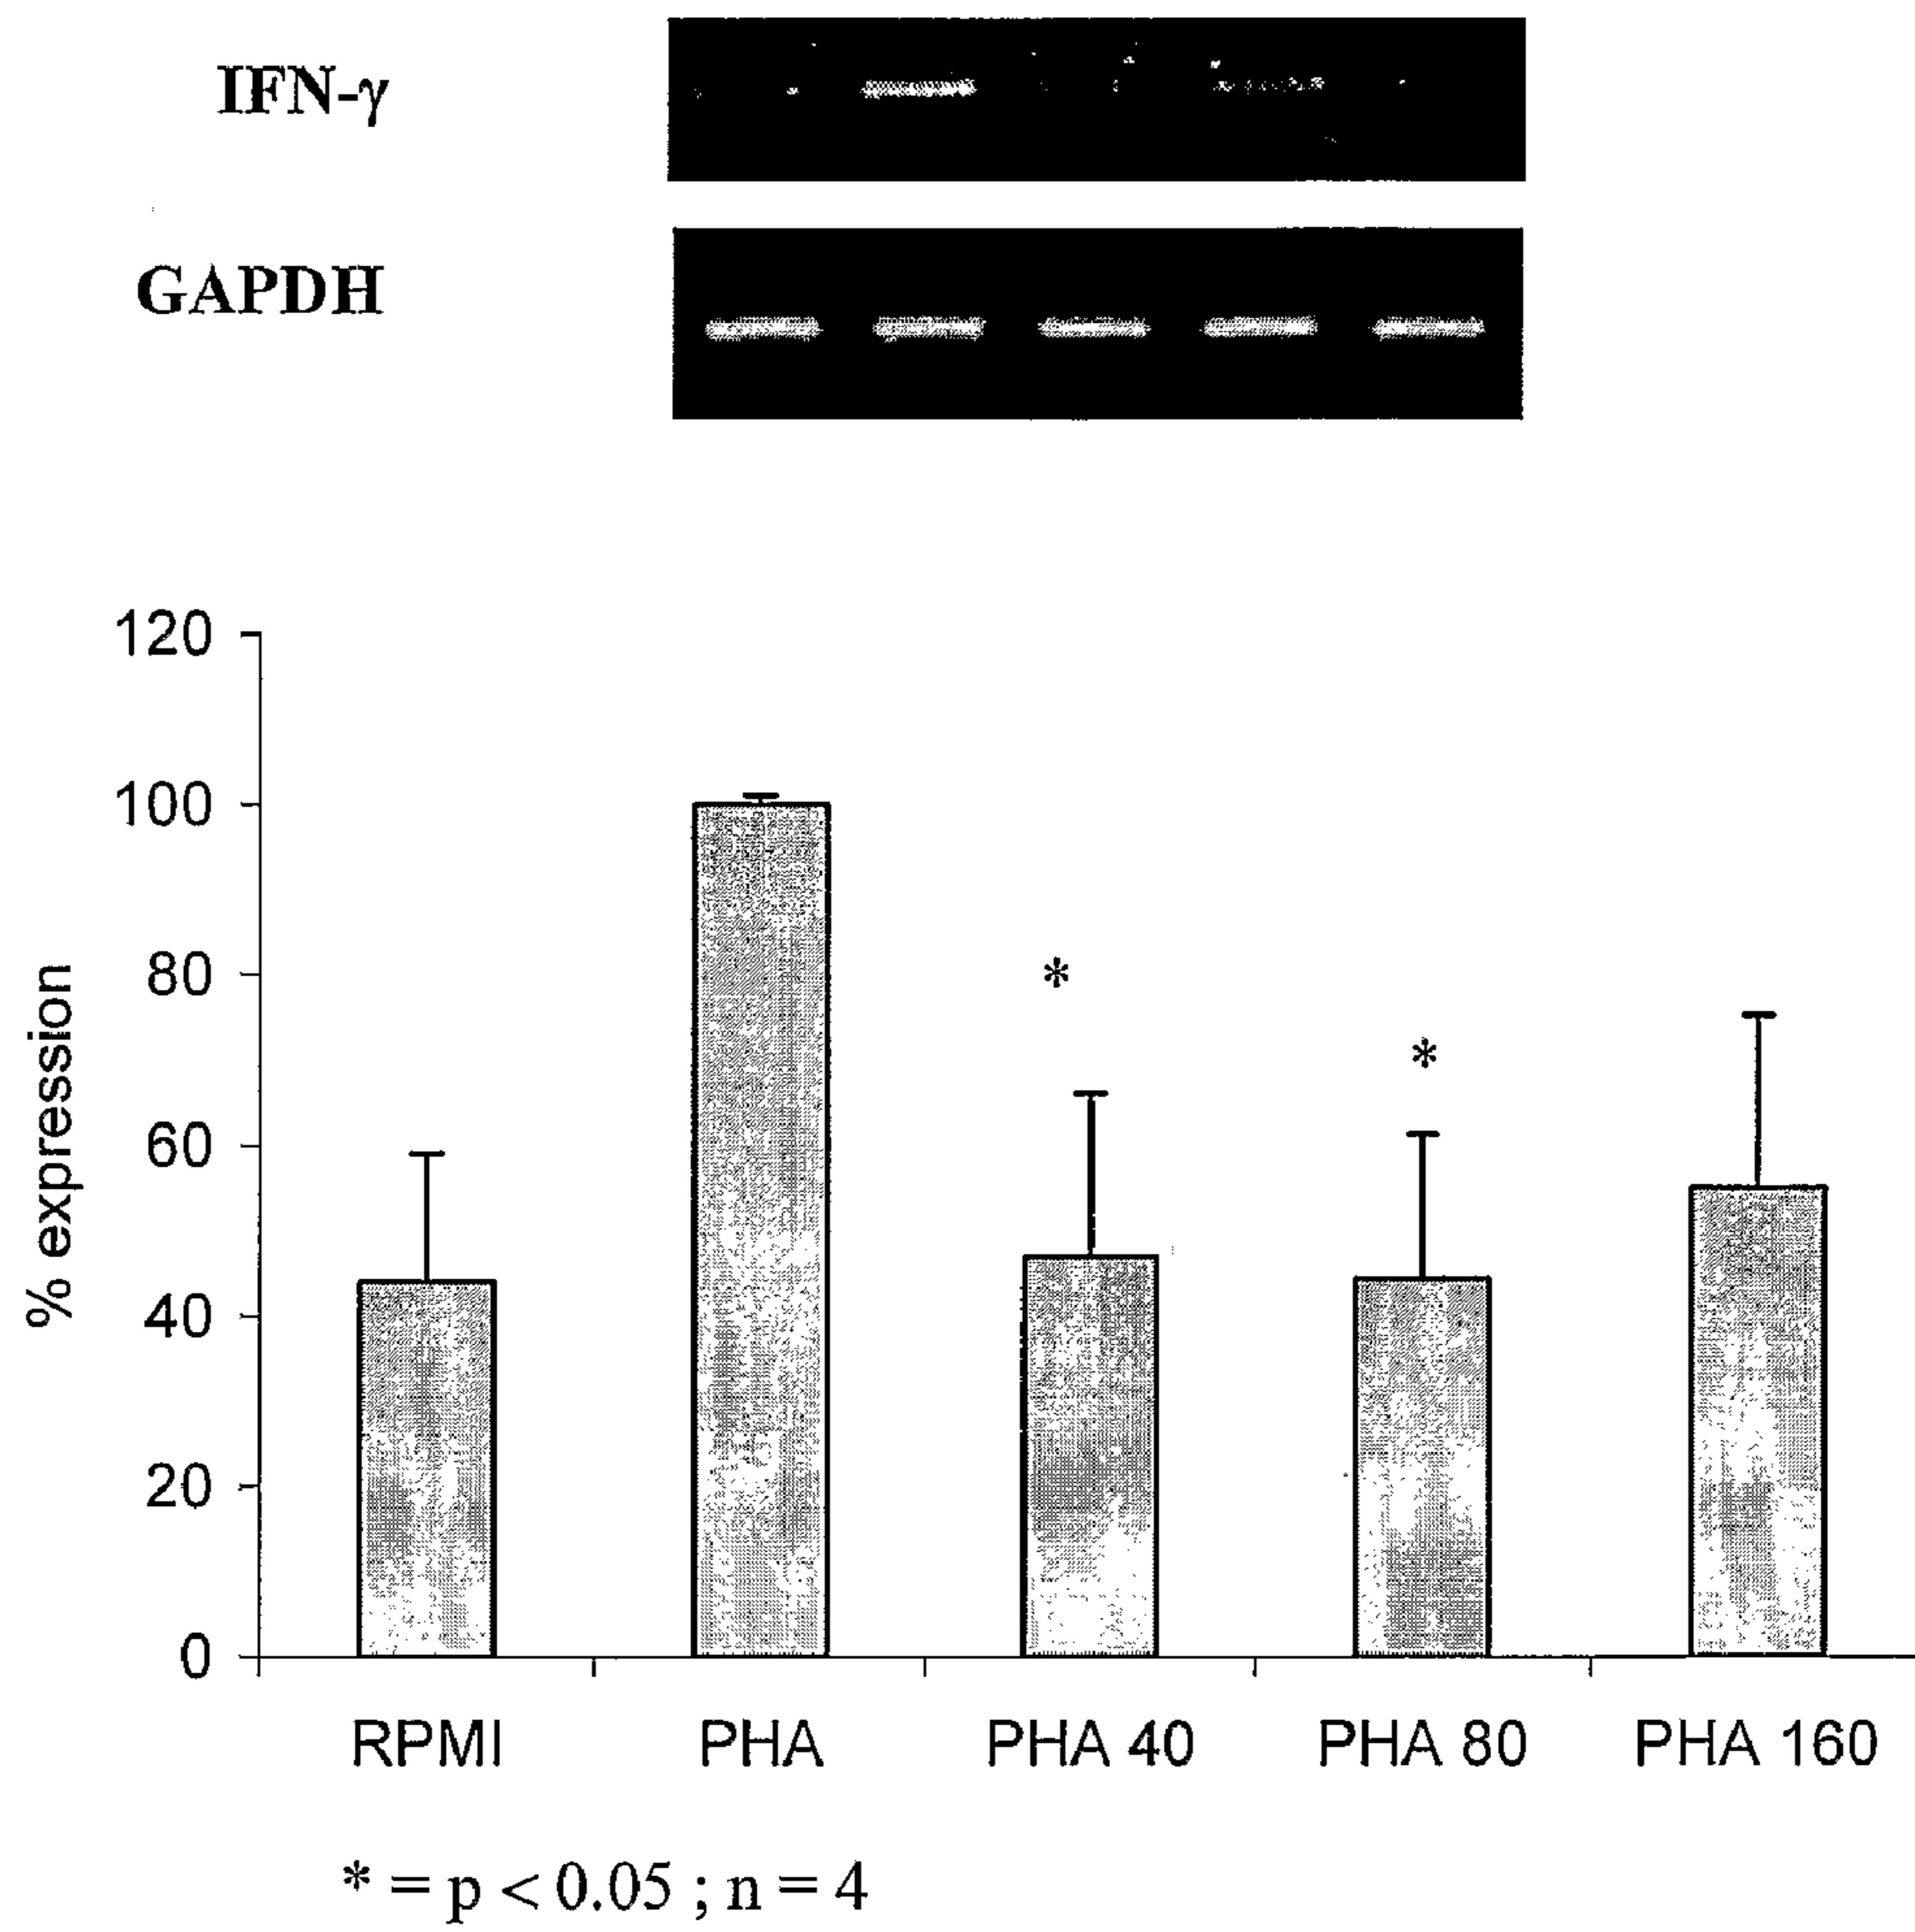 IFN-γ
GAPDH
% expression
120
100
80
60
40
20
0
*
*
RPMI PHA PHA 40 PHA 80 PHA 160
* = p < 0.05 ; n = 4